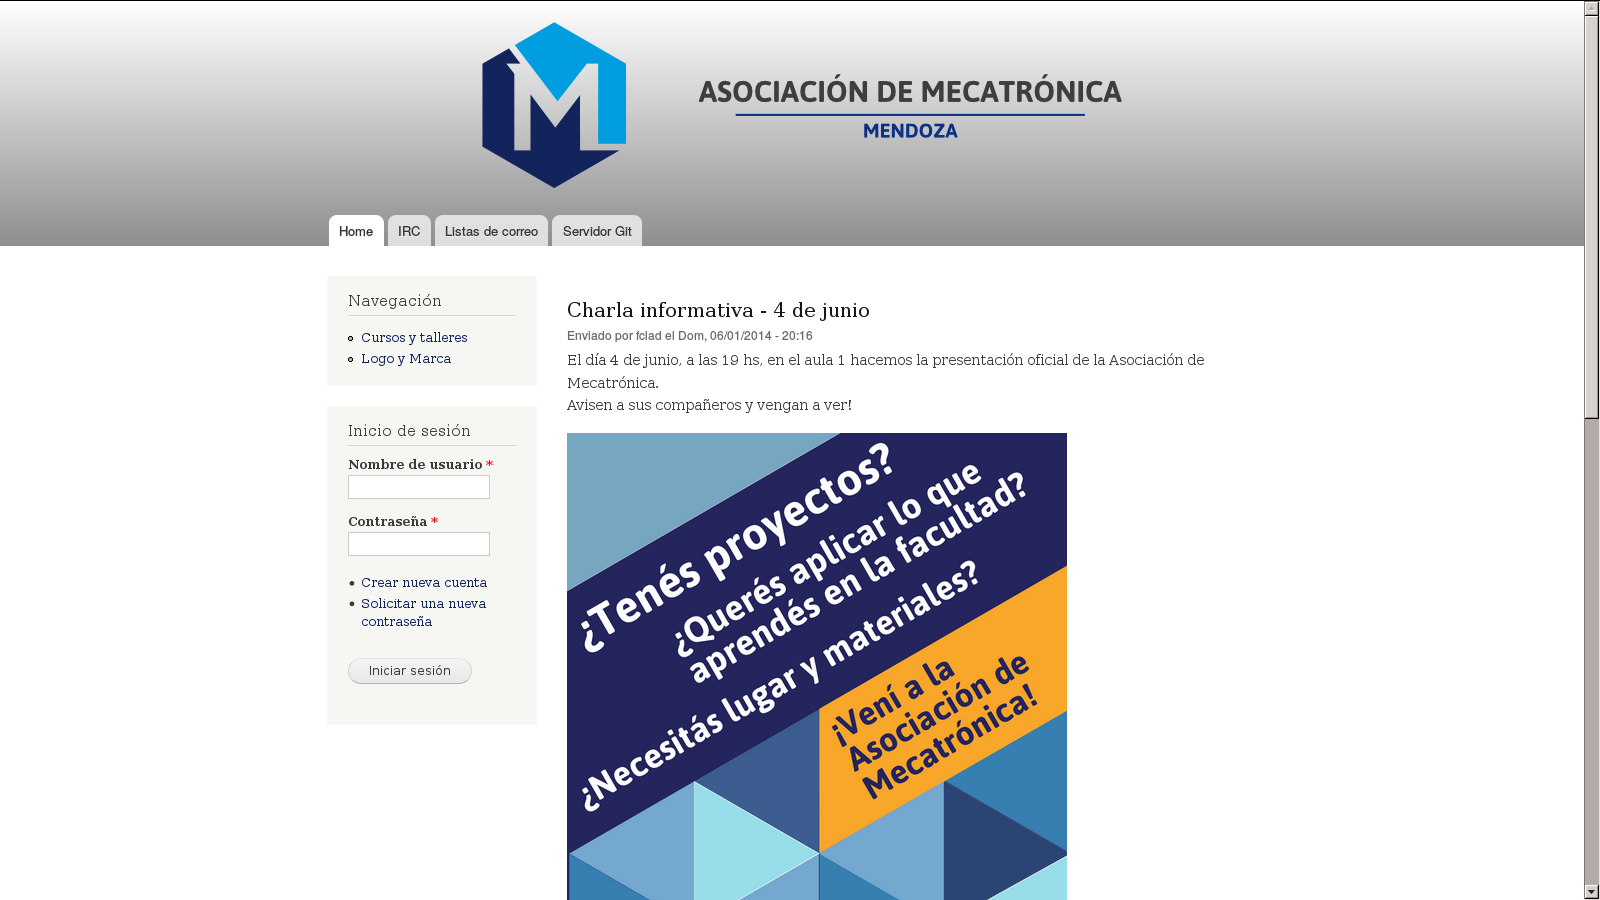 M
ASOCIACIÓN DE MECATRÓNICA
MENDOZA
Home
IRC
Listas de correo
Servidor Git
Navegación
Cursos y talleres
Logo y Marca
Inicio de sesión
Nombre de usuario *
Contraseña *
Crear nueva cuenta
Solicitar una nueva
contraseña
Iniciar sesión
Charla informativa - 4 de junio
Enviado por fclad el Dom, 06/01/2014 - 20:16
El día 4 de junio, a las 19 hs, en el aula 1 hacemos la presentación oficial de la Asociación de
Mecatrónica.
Avisen a sus compañeros y vengan a ver!
¿Tenés proyectos?
¿Querés aplicar lo que
aprendés en la facultad?
¿Necesitás lugar y materiales?
¡Vení a la
Asociación de
Mecatrónica!